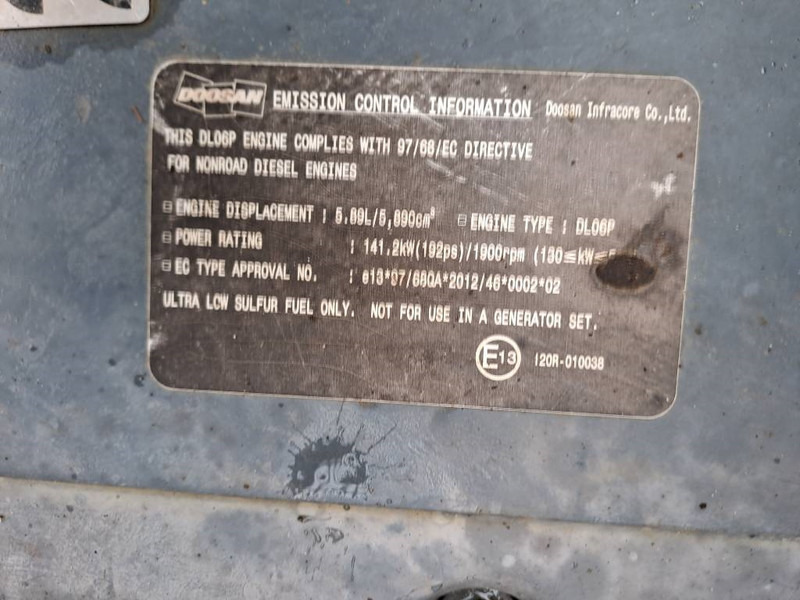 DOOSAN EMISSION CONTROL INFORMATION Doosan Infracore Co.,Ltd.
THIS DL06P ENGINE COMPLIES WITH 97/68/EC DIRECTIVE
FOR NONROAD DIESEL ENGINES
⊟ ENGINE DISPLACEMENT : 5.89L/5,890cm³ ⊟ ENGINE TYPE : DL06P
⊟ POWER RATING : 141.2kW(192ps)/1900rpm (130≤kW≤
⊟ EC TYPE APPROVAL NO. : e13*97/68QA*2012/46*0002*02
ULTRA LOW SULFUR FUEL ONLY. NOT FOR USE IN A GENERATOR SET.
E13 120R-010038